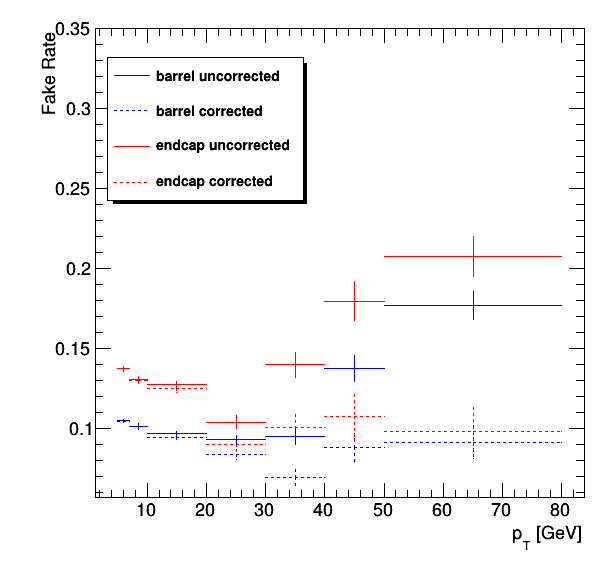 Fake Rate
0.35
0.3
0.25
0.2
0.15
0.1
barrel uncorrected
barrel corrected
endcap uncorrected
endcap corrected
10 20 30 40 50 60 70 80
p_T [GeV]